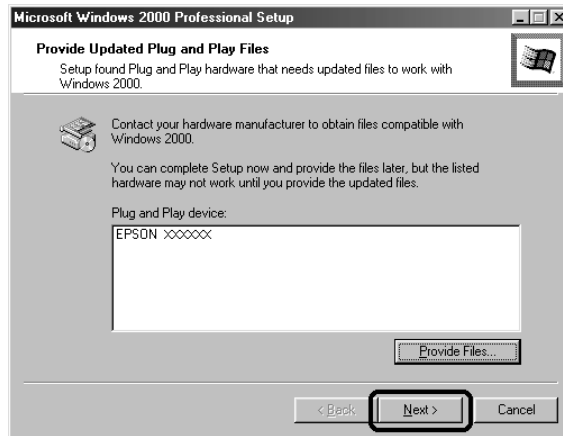 Microsoft Windows 2000 Professional Setup
Provide Updated Plug and Play Files
Setup found Plug and Play hardware that needs updated files to work with
Windows 2000.
Contact your hardware manufacturer to obtain files compatible with
Windows 2000.
You can complete Setup now and provide the files later, but the listed
hardware may not work until you provide the updated files.
Plug and Play device:
EPSON XXXXXX
Provide Files...
< Back
Next >
Cancel